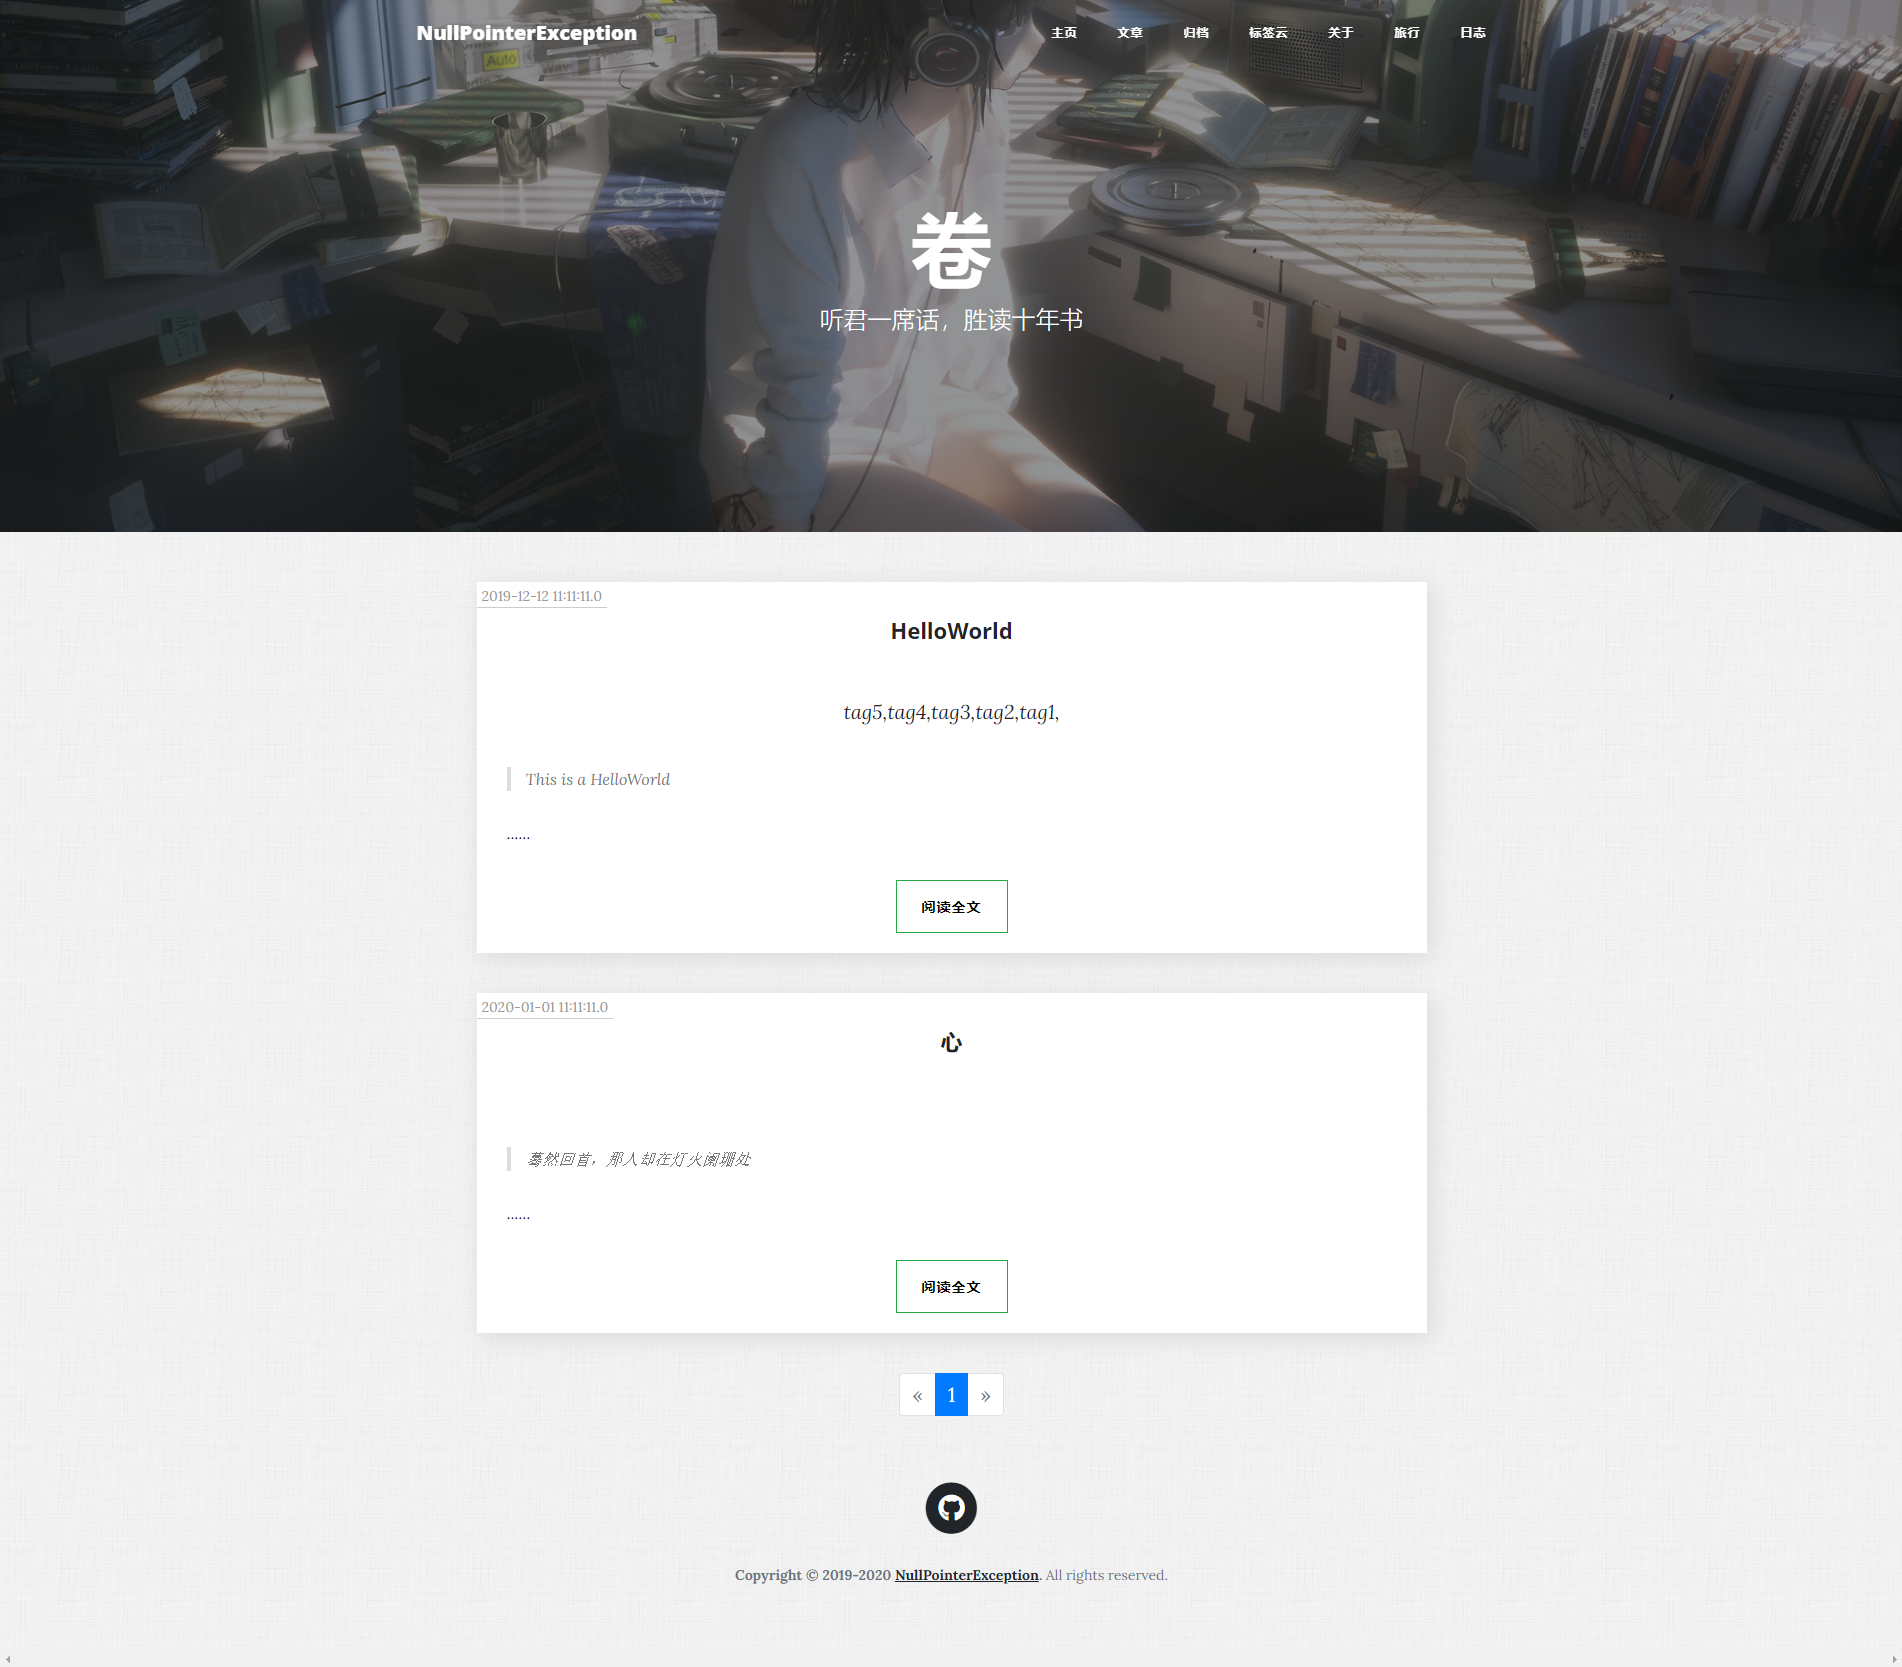 NullPointerException
主页 文章 归档 标签云 关于 旅行 日志
Auto
卷
听君一席话，胜读十年书
2019-12-12 11:11:11.0
HelloWorld
tag5,tag4,tag3,tag2,tag1,
This is a HelloWorld
......
阅读全文
2020-01-01 11:11:11.0
心
蓦然回首，那人却在灯火阑珊处
......
阅读全文
« 1 »
Copyright © 2019-2020 NullPointerException. All rights reserved.